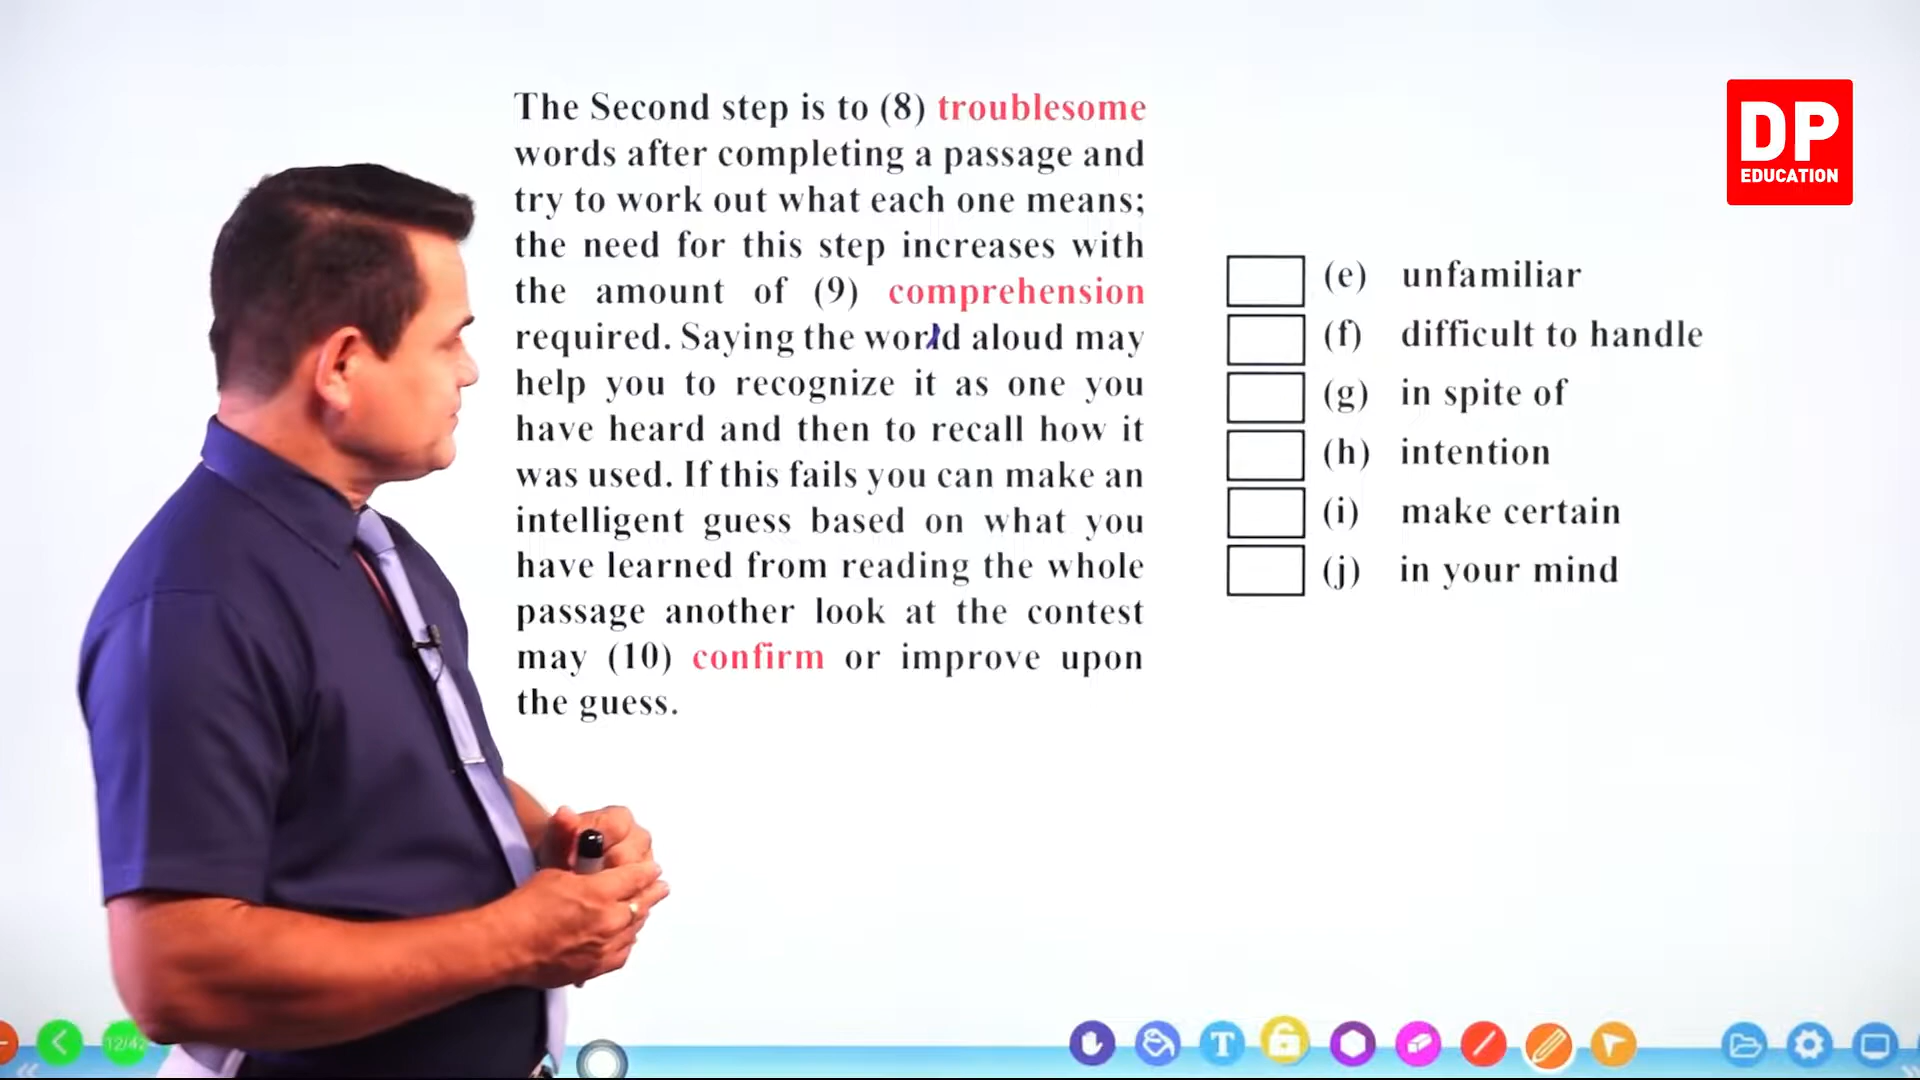 The Second step is to (8) troublesome
words after completing a passage and
try to work out what each one means;
the need for this step increases with
the amount of (9) comprehension
required. Saying the world aloud may
help you to recognize it as one you
have heard and then to recall how it
was used. If this fails you can make an
intelligent guess based on what you
have learned from reading the whole
passage another look at the contest
may (10) confirm or improve upon
the guess.
(e) unfamiliar
(f) difficult to handle
(g) in spite of
(h) intention
(i) make certain
(j) in your mind
DP
EDUCATION
12/42
T